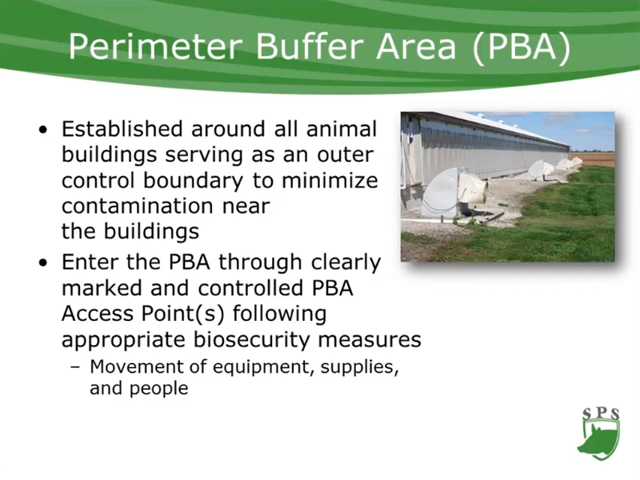 Perimeter Buffer Area (PBA)
• Established around all animal
buildings serving as an outer
control boundary to minimize
contamination near
the buildings
• Enter the PBA through clearly
marked and controlled PBA
Access Point(s) following
appropriate biosecurity measures
– Movement of equipment, supplies,
and people
SPS